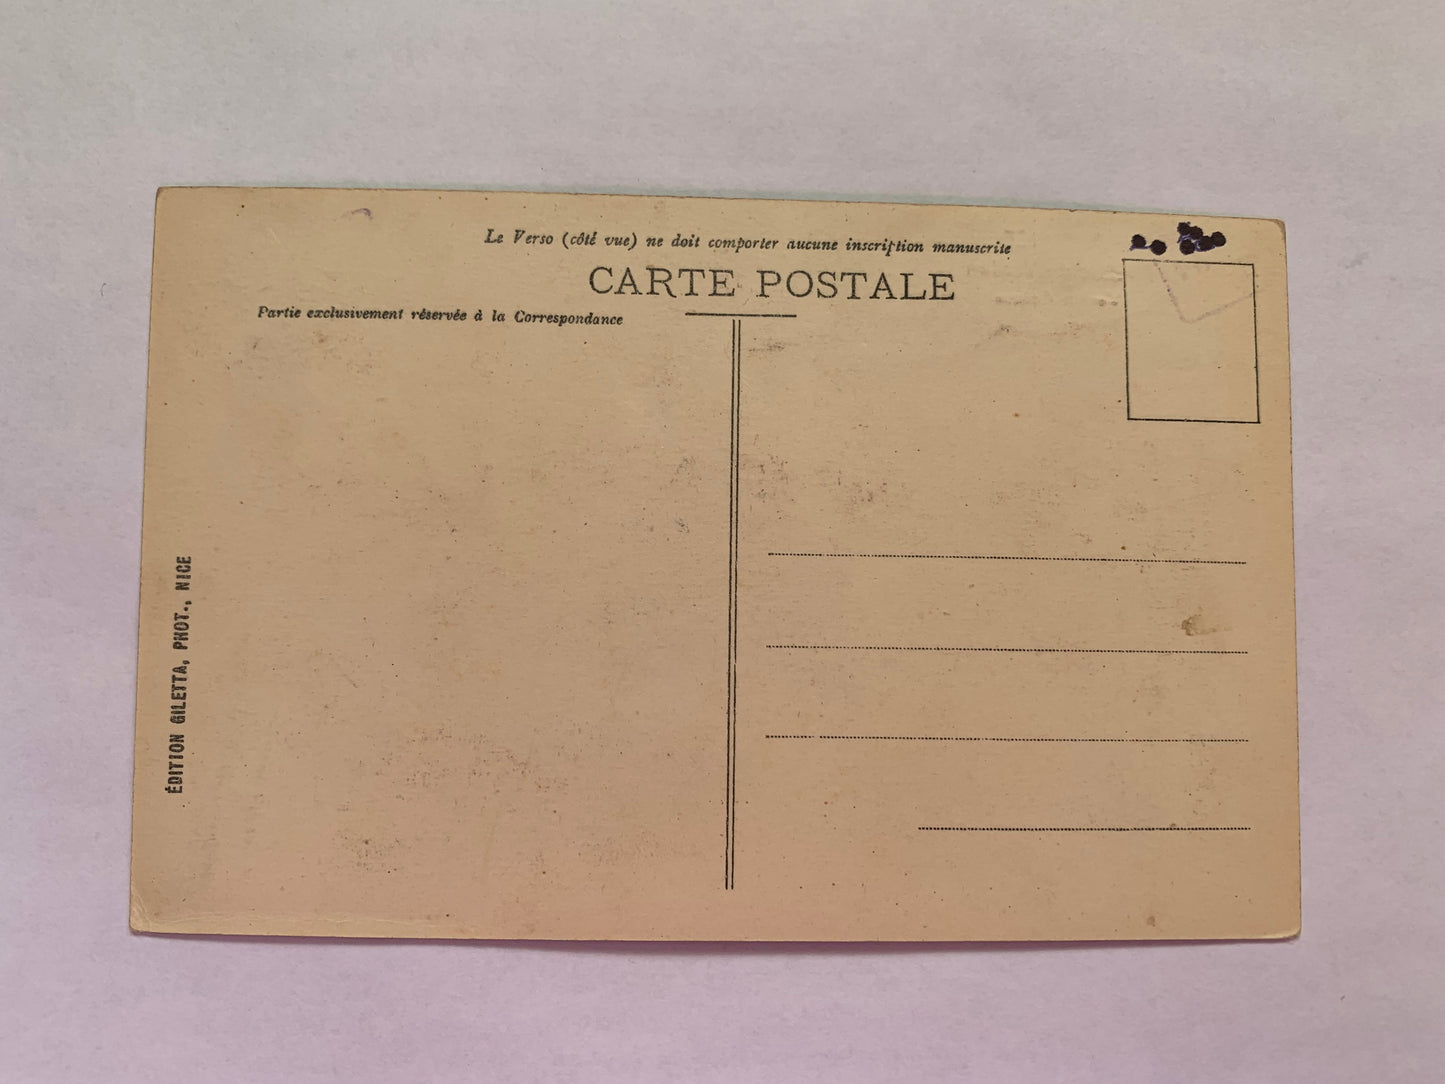 Le Verso (côté vue) ne doit comporter aucune inscription manuscrite
CARTE POSTALE
Partie exclusivement réservée à la Correspondance
ÉDITION GILETTA, PHOT., NICE